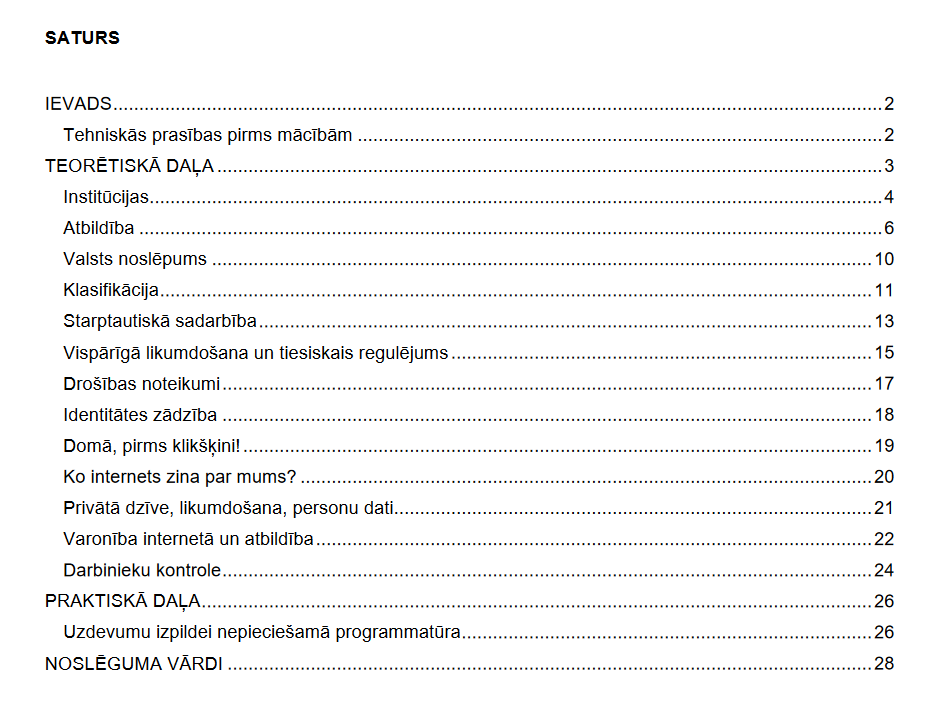 SATURS
IEVADS 2
Tehniskās prasības pirms mācībām 2
TEORĒTISKĀ DAĻA 3
Institūcijas 4
Atbildība 6
Valsts noslēpums 10
Klasifikācija 11
Starptautiskā sadarbība 13
Vispārīgā likumdošana un tiesiskais regulējums 15
Drošības noteikumi 17
Identitātes zādzība 18
Domā, pirms klikšķini! 19
Ko internets zina par mums? 20
Privātā dzīve, likumdošana, personu dati 21
Varonība internetā un atbildība 22
Darbinieku kontrole 24
PRAKTISKĀ DAĻA 26
Uzdevumu izpildei nepieciešamā programmatūra 26
NOSLĒGUMA VĀRDI 28